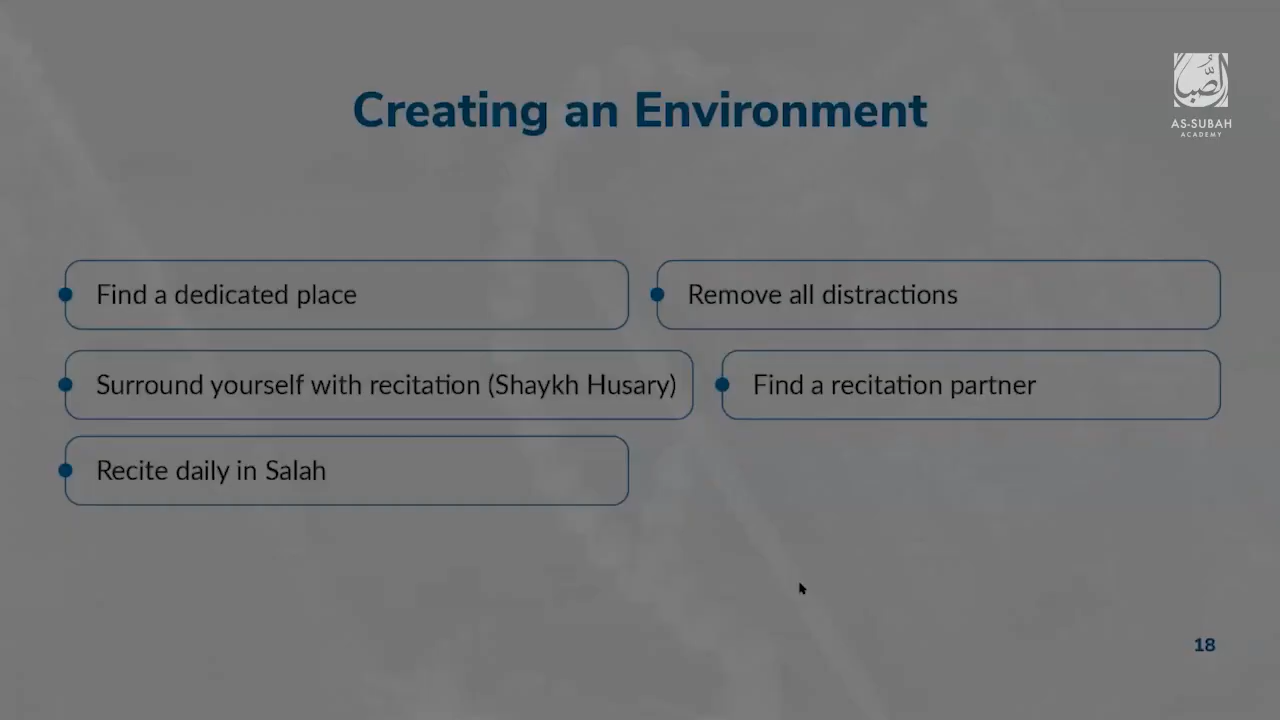 Creating an Environment
AS-SUBAH
ACADEMY
Find a dedicated place
Remove all distractions
Surround yourself with recitation (Shaykh Husary)
Find a recitation partner
Recite daily in Salah
18